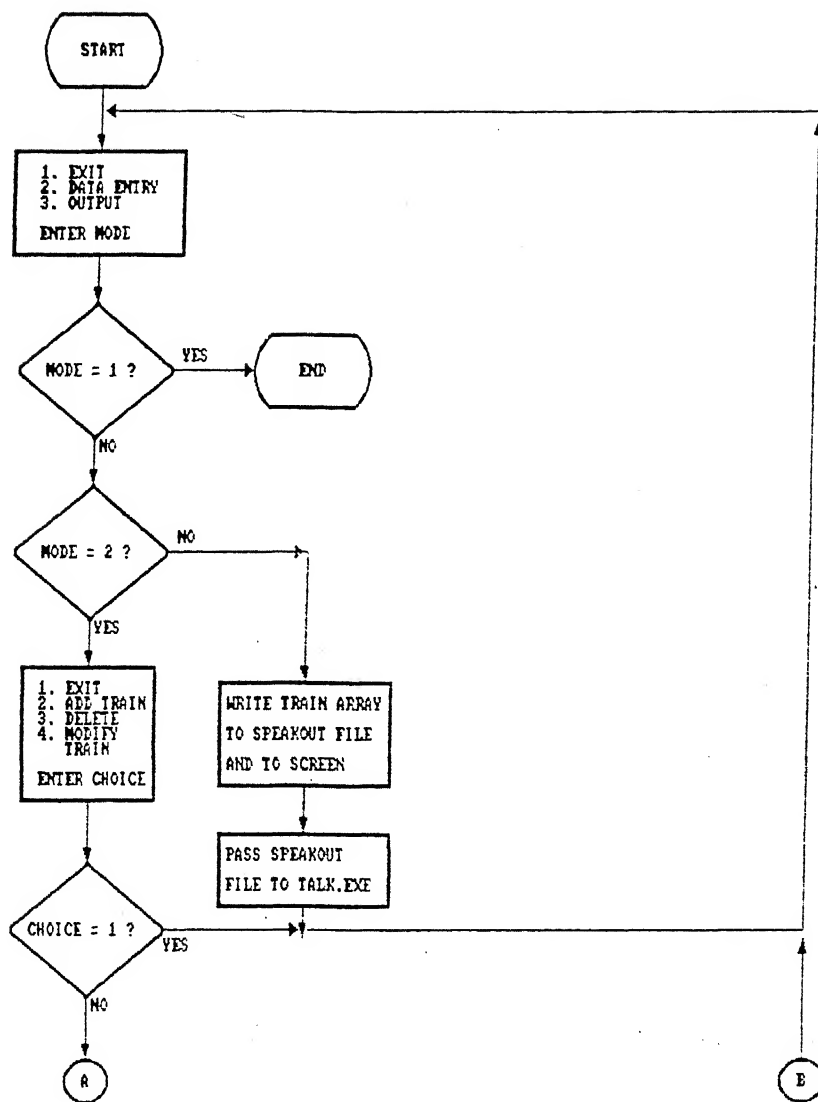 START
1. EXIT
2. DATA ENTRY
3. OUTPUT
ENTER MODE
MODE = 1 ?
YES
END
NO
MODE = 2 ?
NO
YES
1. EXIT
2. ADD TRAIN
3. DELETE
4. MODIFY
TRAIN
ENTER CHOICE
WRITE TRAIN ARRAY
TO SPEAKOUT FILE
AND TO SCREEN
PASS SPEAKOUT
FILE TO TALK.EXE
CHOICE = 1 ?
YES
NO
A
B